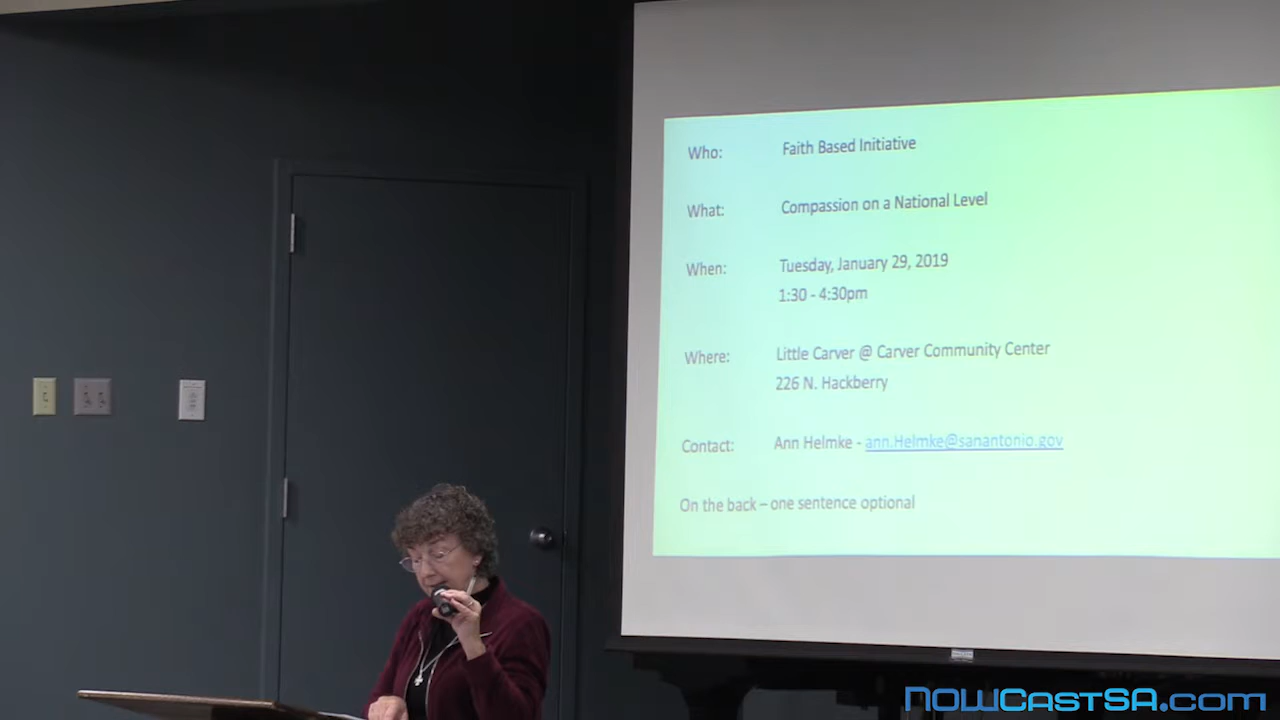 Who: Faith Based Initiative
What: Compassion on a National Level
When: Tuesday, January 29, 2019
1:30 - 4:30pm
Where: Little Carver @ Carver Community Center
226 N. Hackberry
Contact: Ann Helmke - ann.Helmke@sanantonio.gov
On the back – one sentence optional
NOWCASTSA.com